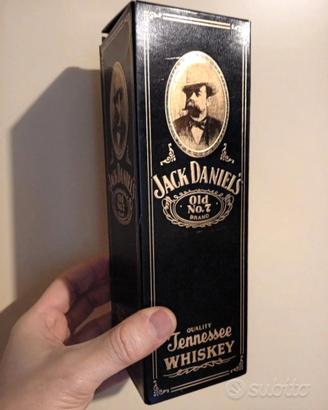 JACK DANIEL'S
Old
No. 7
BRAND
QUALITY
Tennessee
WHISKEY
subito